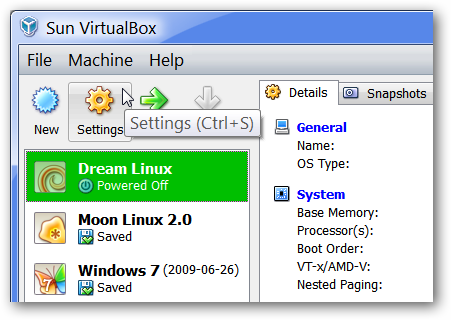 Sun VirtualBox
File Machine Help
New
Settings
Settings (Ctrl+S)
Details
Snapshots
Dream Linux
Powered Off
Moon Linux 2.0
Saved
Windows 7 (2009-06-26)
Saved
General
Name:
OS Type:
System
Base Memory:
Processor(s):
Boot Order:
VT-x/AMD-V:
Nested Paging: